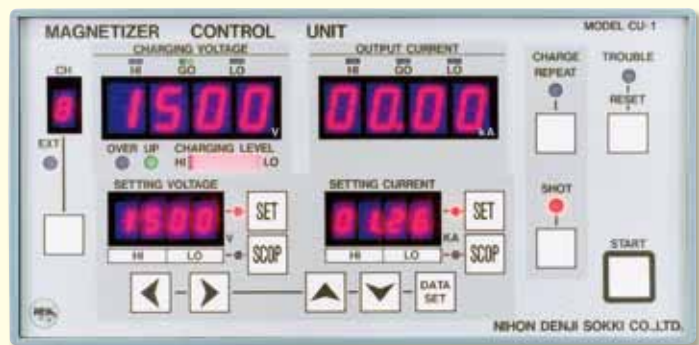 MAGNETIZER CONTROL UNIT
MODEL CU-1
CHARGING VOLTAGE
OUTPUT CURRENT
CH
HI GO LO
HI GO LO
CHARGE
REPEAT
TROUBLE
8
1500 V
00.00 kA
RESET
EXT
OVER UP
CHARGING LEVEL
HI LO
SETTING VOLTAGE
SETTING CURRENT
SHOT
1500 V
SET
01.26 KA
SET
HI LO
SCOP
HI LO
SCOP
START
DATA
SET
NIHON DENJI SOKKI CO.,LTD.